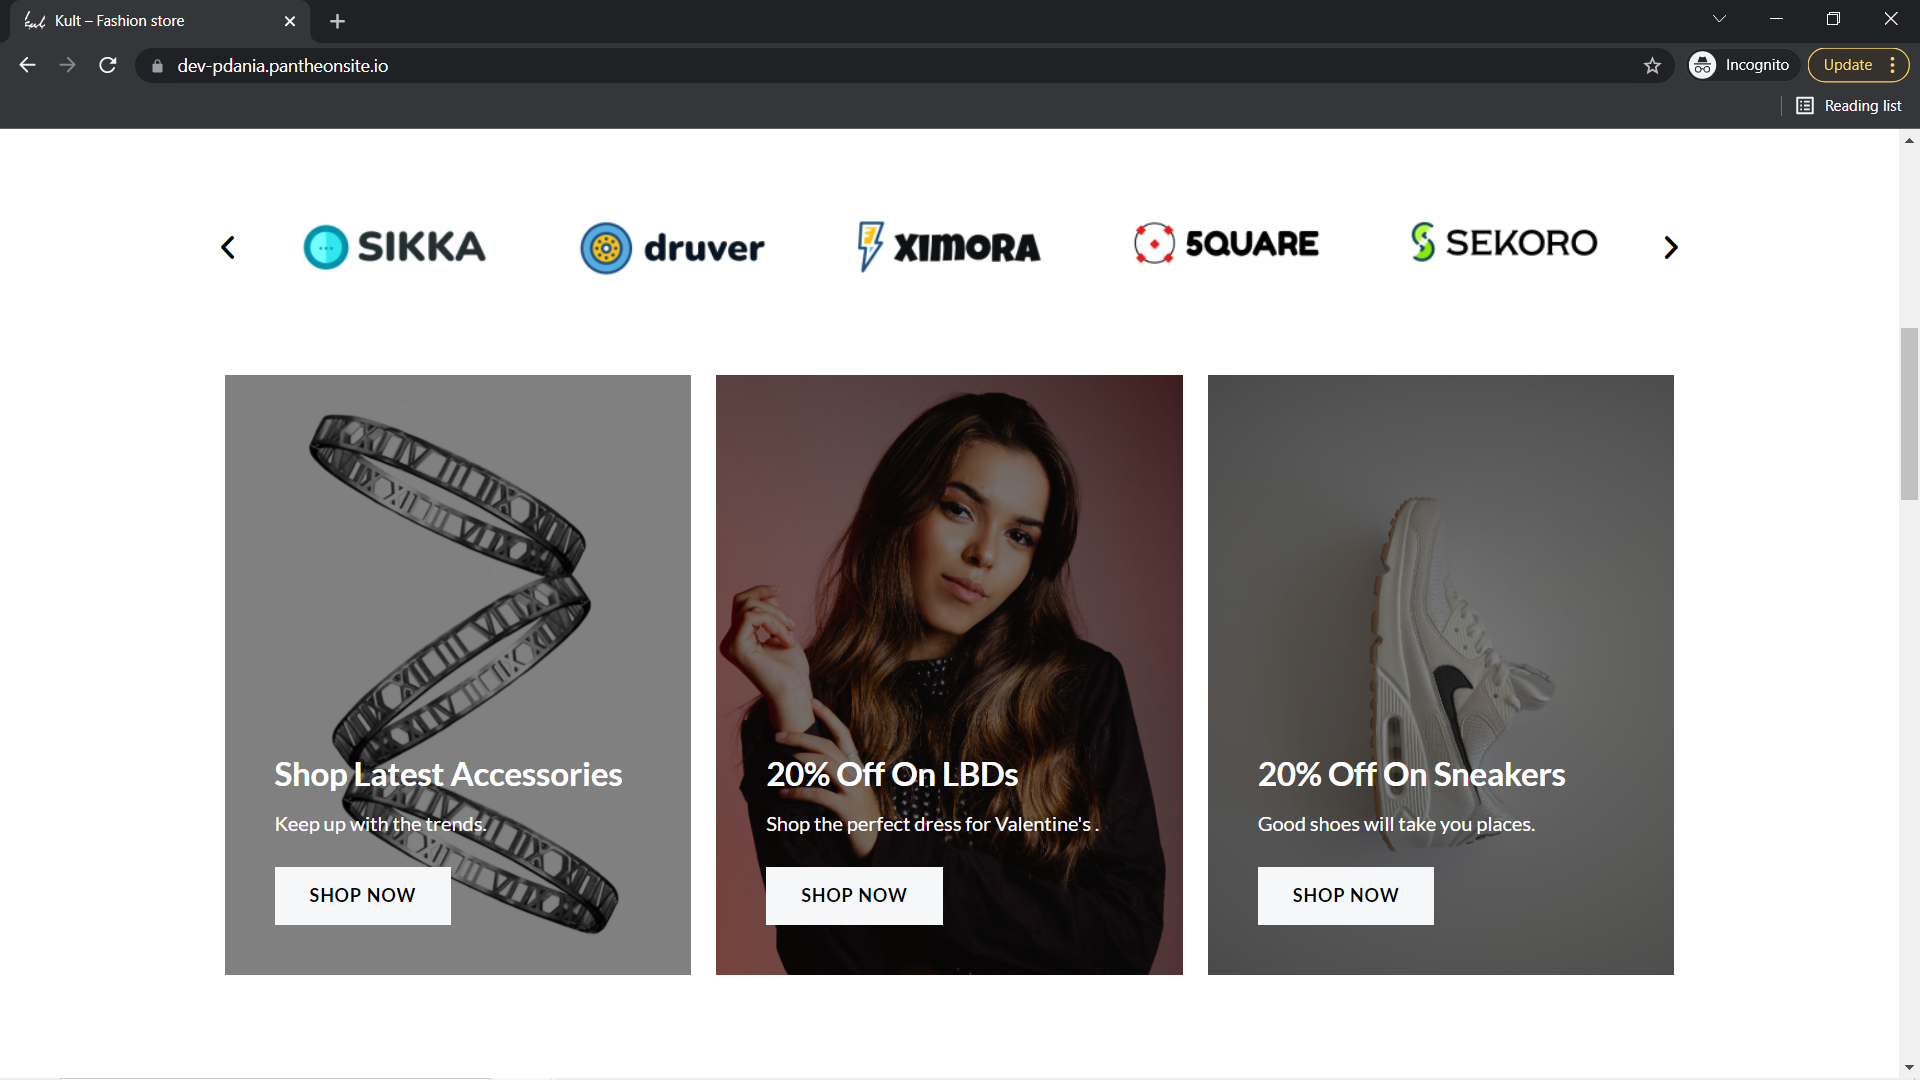 Kult – Fashion store
dev-pdania.pantheonsite.io
Incognito
Update
Reading list
SIKKA
druver
XIMORA
5QUARE
SEKORO
Shop Latest Accessories
Keep up with the trends.
SHOP NOW
20% Off On LBDs
Shop the perfect dress for Valentine's .
SHOP NOW
20% Off On Sneakers
Good shoes will take you places.
SHOP NOW